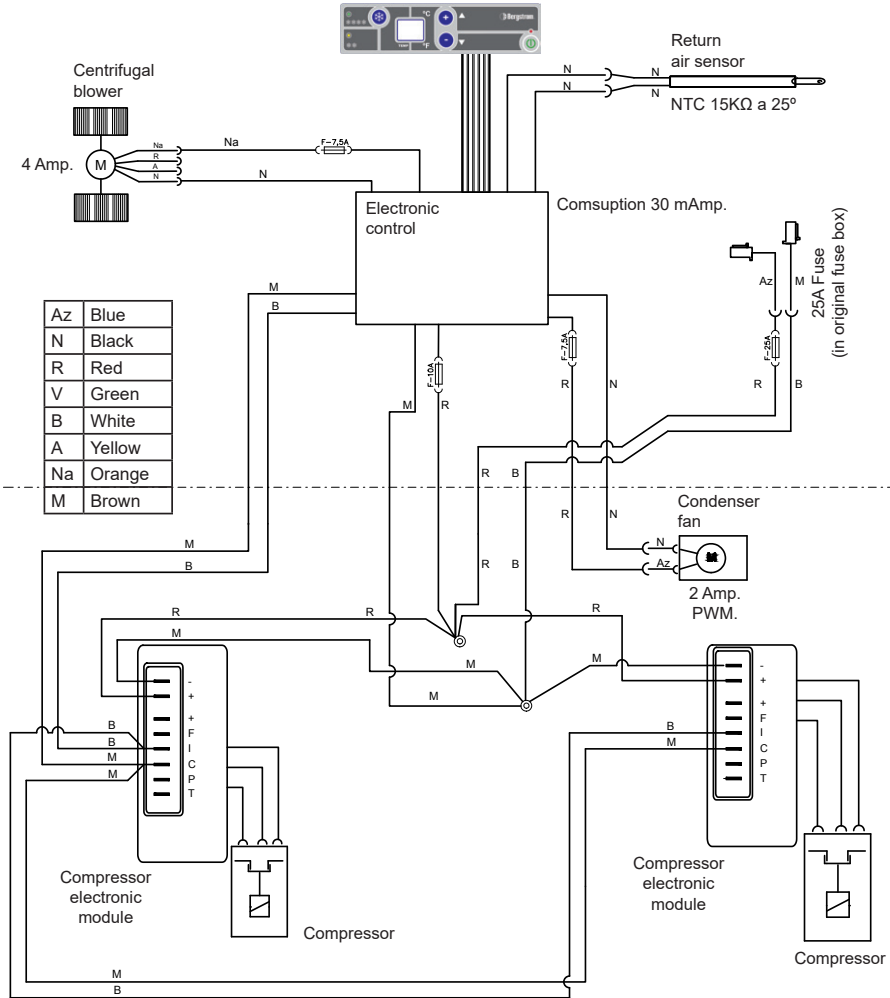 °C
°F
TEMP
+
-
Bergstrom
Return
air sensor
N
N
N
N
NTC 15KΩ a 25º
Centrifugal
blower
4 Amp.
M
Na
R
A
N
Na
F-7,5A
N
Electronic
control
Comsuption 30 mAmp.
25A Fuse
(in original fuse box)
Az
M
F-25A
R
B
M
B
F-10A
M
R
F-7,5A
R
N
Az Blue
N Black
R Red
V Green
B White
A Yellow
Na Orange
M Brown
R
B
R
N
R
B
Condenser
fan
N
Az
M
2 Amp.
PWM.
M
B
R
R
R
M
M
M
M
-
+
+
F
I
C
P
T
B
B
M
M
-
+
+
F
I
C
P
T
B
M
Compressor
electronic
module
Compressor
Compressor
electronic
module
Compressor
M
B